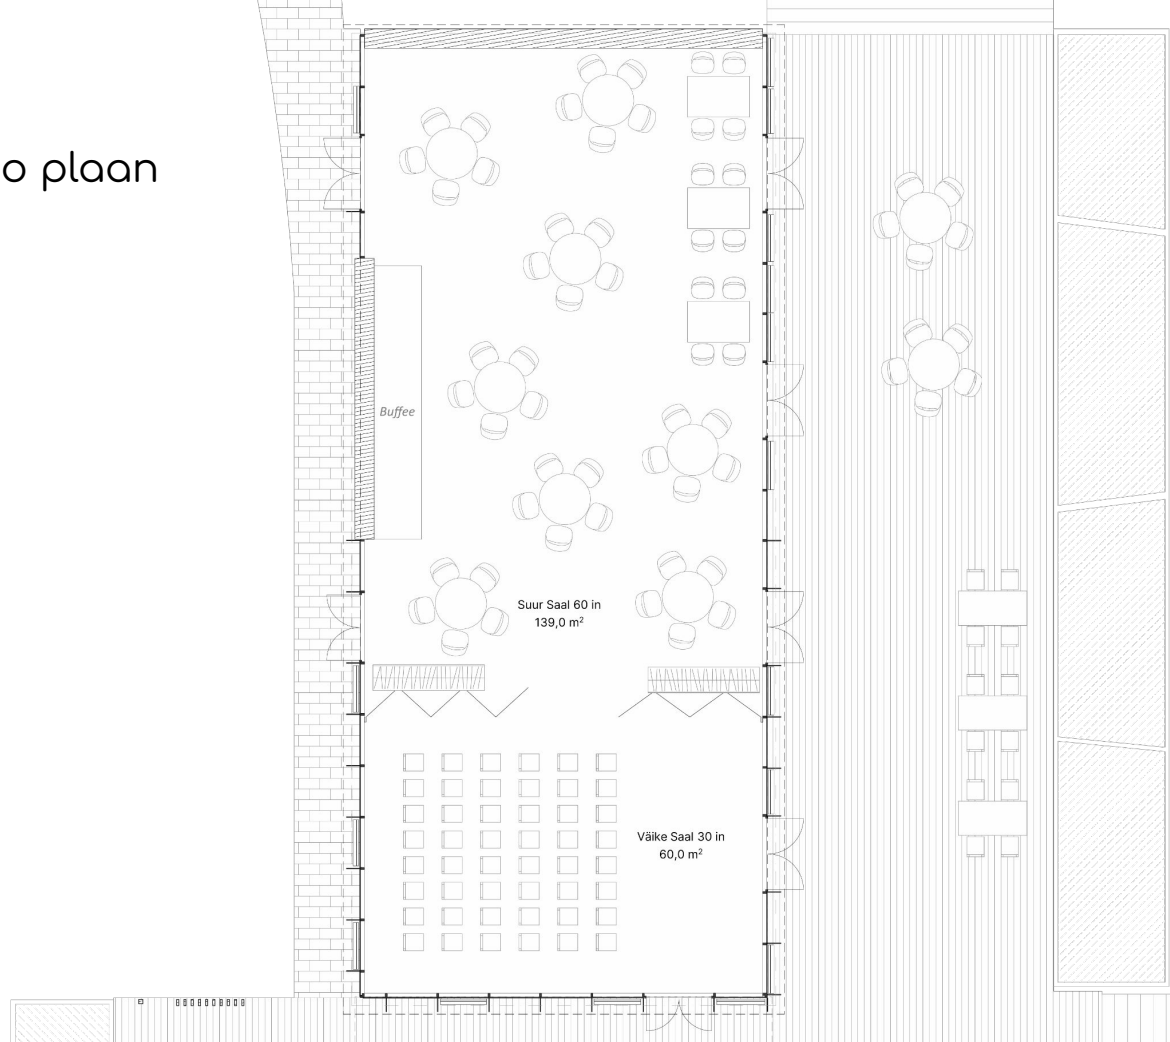 o plaan
Buffee
Suur Saal 60 in
139,0 m²
Väike Saal 30 in
60,0 m²